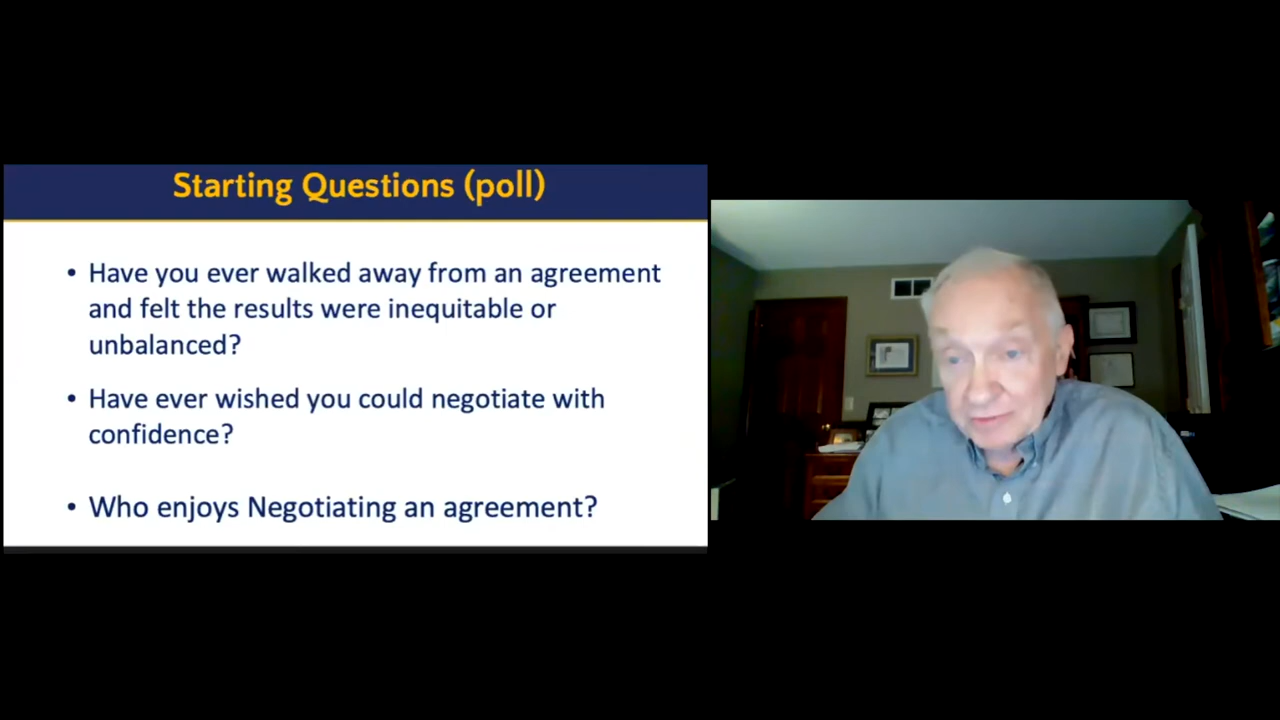 Starting Questions (poll)
• Have you ever walked away from an agreement
and felt the results were inequitable or
unbalanced?
• Have ever wished you could negotiate with
confidence?
• Who enjoys Negotiating an agreement?